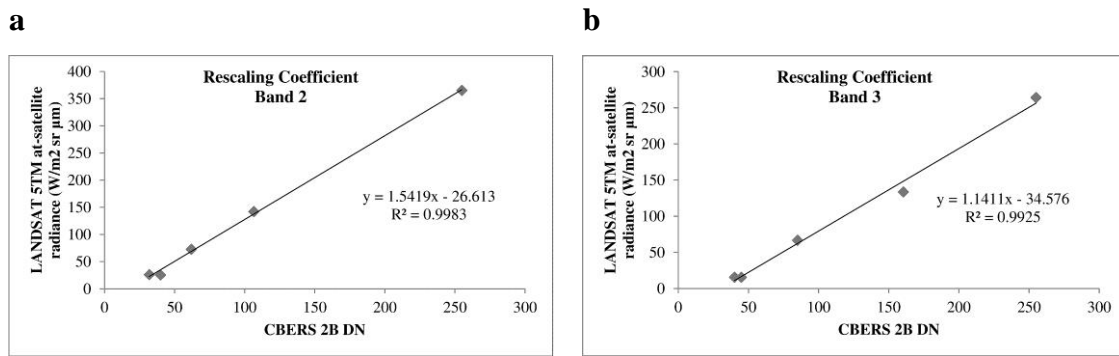 a
Rescaling Coefficient
Band 2
LANDSAT 5TM at-satellite
radiance (W/m2 sr µm)
400
350
300
250
200
150
100
50
0
y = 1.5419x - 26.613
R² = 0.9983
0 50 100 150 200 250 300
CBERS 2B DN
b
Rescaling Coefficient
Band 3
LANDSAT 5TM at-satellite
radiance (W/m2 sr µm)
300
250
200
150
100
50
0
y = 1.1411x - 34.576
R² = 0.9925
0 50 100 150 200 250 300
CBERS 2B DN